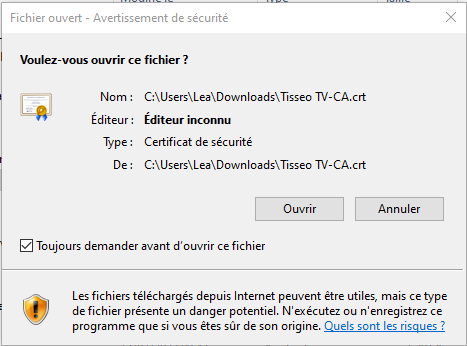 Fichier ouvert - Avertissement de sécurité
Voulez-vous ouvrir ce fichier ?
Nom : C:\Users\Lea\Downloads\Tisseo TV-CA.crt
Éditeur : Éditeur inconnu
Type : Certificat de sécurité
De : C:\Users\Lea\Downloads\Tisseo TV-CA.crt
Ouvrir Annuler
Toujours demander avant d'ouvrir ce fichier
Les fichiers téléchargés depuis Internet peuvent être utiles, mais ce type
de fichier présente un danger potentiel. N'exécutez ou n'enregistrez ce
programme que si vous êtes sûr de son origine. Quels sont les risques ?